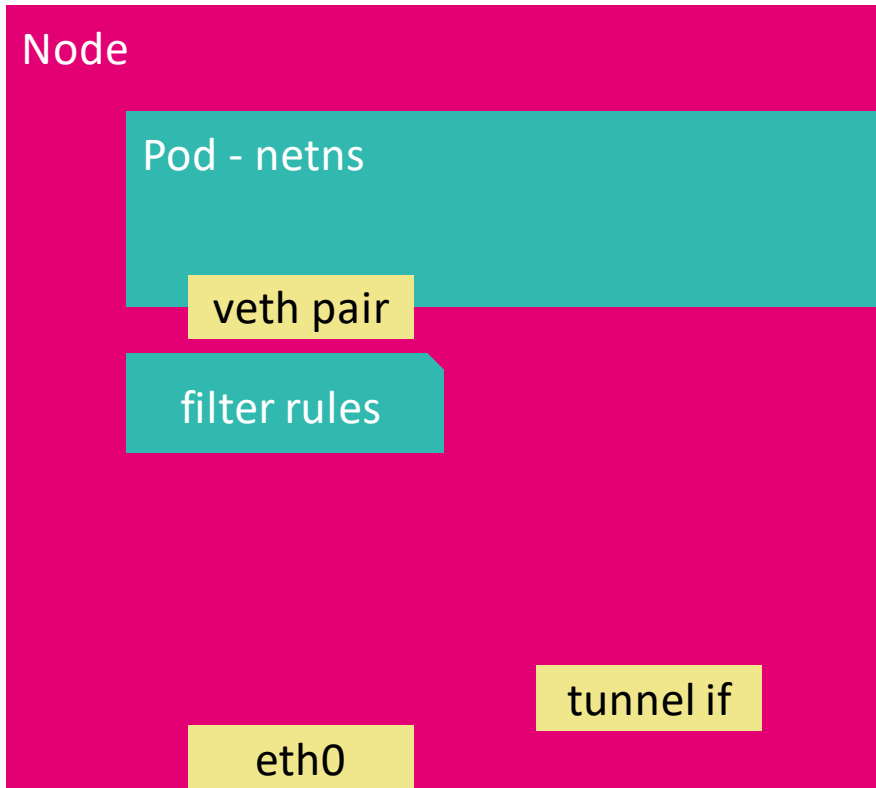 Node
Pod - netns
veth pair
filter rules
tunnel if
eth0